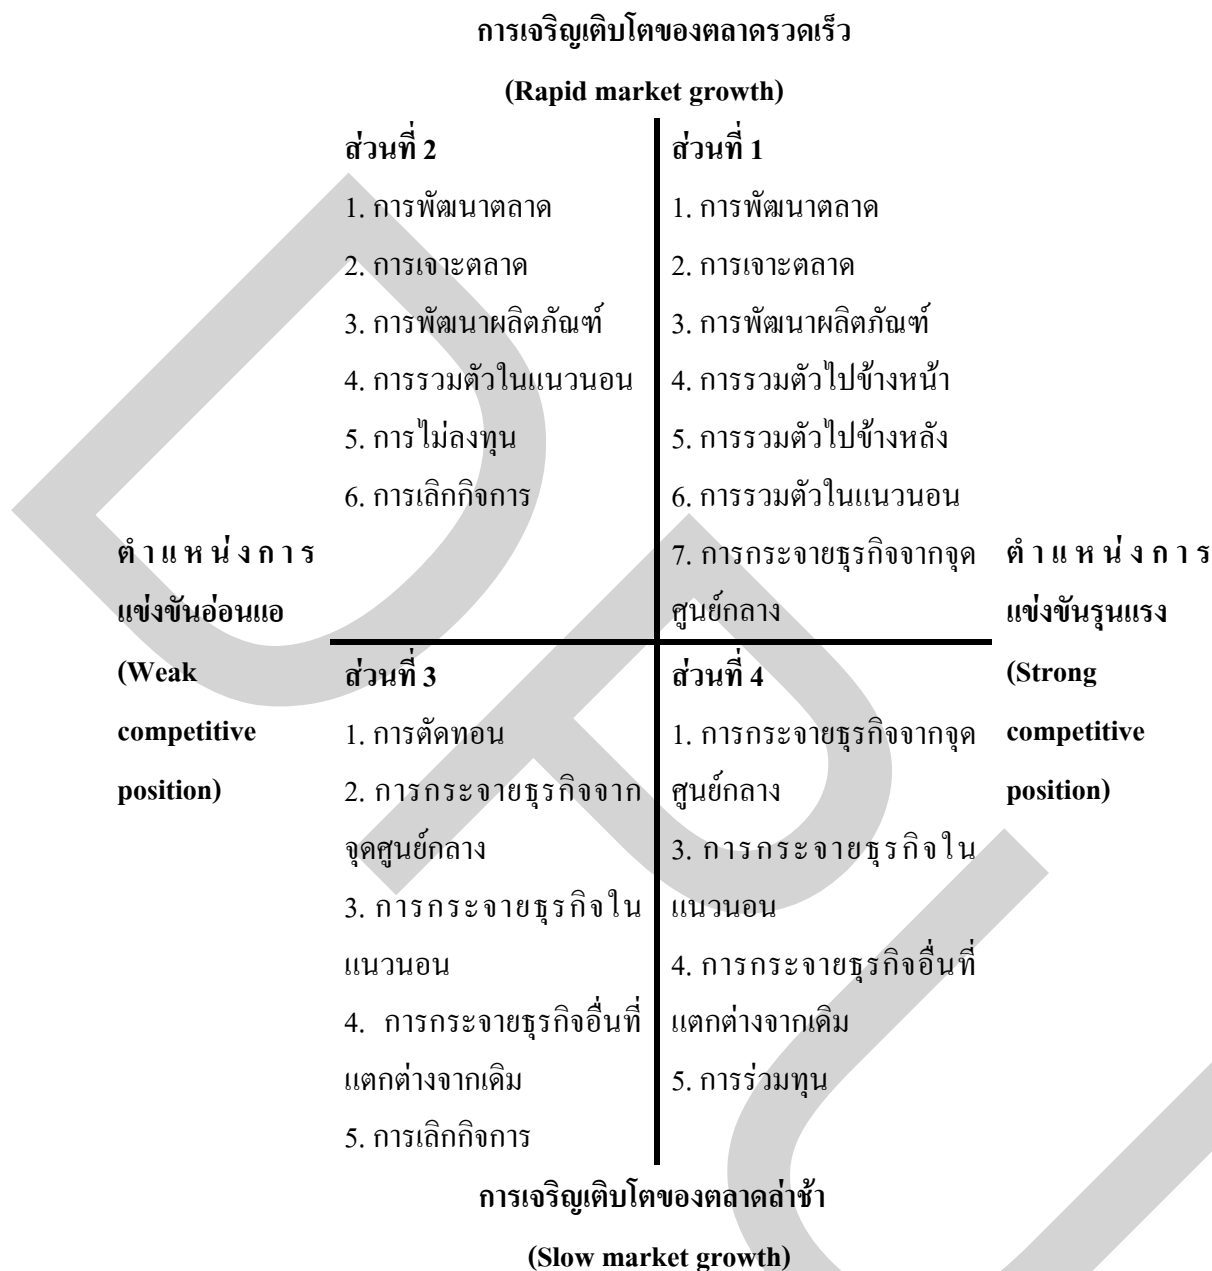 การเจริญเติบโตของตลาดรวดเร็ว
(Rapid market growth)
ส่วนที่ 2
1. การพัฒนาตลาด
2. การเจาะตลาด
3. การพัฒนาผลิตภัณฑ์
4. การรวมตัวในแนวนอน
5. การไม่ลงทุน
6. การเลิกกิจการ
ส่วนที่ 1
1. การพัฒนาตลาด
2. การเจาะตลาด
3. การพัฒนาผลิตภัณฑ์
4. การรวมตัวไปข้างหน้า
5. การรวมตัวไปข้างหลัง
6. การรวมตัวในแนวนอน
7. การกระจายธุรกิจจากจุด
ศูนย์กลาง
ตำแหน่งการ
แข่งขันอ่อนแอ
(Weak
competitive
position)
ตำแหน่งการ
แข่งขันรุนแรง
(Strong
competitive
position)
ส่วนที่ 3
1. การตัดทอน
2. การกระจายธุรกิจจาก
จุดศูนย์กลาง
3. การกระจายธุรกิจใน
แนวนอน
4. การกระจายธุรกิจอื่นที่
แตกต่างจากเดิม
5. การเลิกกิจการ
ส่วนที่ 4
1. การกระจายธุรกิจจากจุด
ศูนย์กลาง
3. การกระจายธุรกิจใน
แนวนอน
4. การกระจายธุรกิจอื่นที่
แตกต่างจากเดิม
5. การร่วมทุน
การเจริญเติบโตของตลาดล่าช้า
(Slow market growth)
DPU